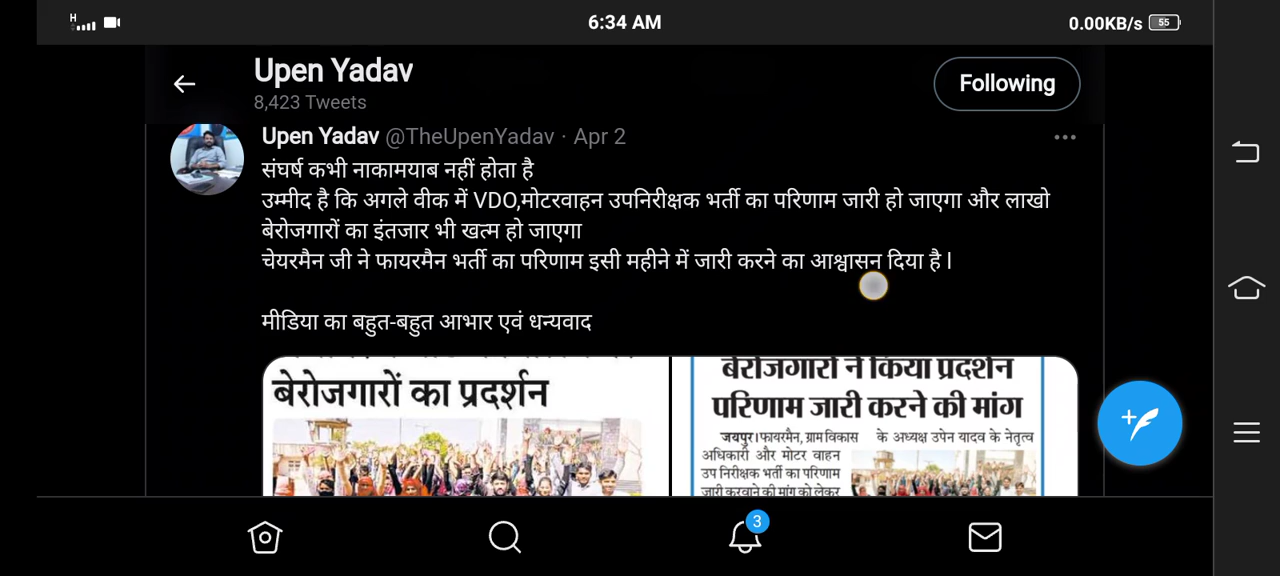 H
6:34 AM
0.00KB/s 55
Upen Yadav
8,423 Tweets
Following
Upen Yadav @TheUpenYadav · Apr 2
संघर्ष कभी नाकामयाब नहीं होता है
उम्मीद है कि अगले वीक में VDO,मोटरवाहन उपनिरीक्षक भर्ती का परिणाम जारी हो जाएगा और लाखो
बेरोजगारों का इंतजार भी खत्म हो जाएगा
चेयरमैन जी ने फायरमैन भर्ती का परिणाम इसी महीने में जारी करने का आश्वासन दिया है।
मीडिया का बहुत-बहुत आभार एवं धन्यवाद
बेरोजगारों का प्रदर्शन
बेरोजगारों ने किया प्रदर्शन
परिणाम जारी करने की मांग
जयपुर। फायरमैन, ग्राम विकास
अधिकारी और मोटर वाहन
उप निरीक्षक भर्ती का परिणाम
जारी करवाने की मांग को लेकर
के अध्यक्ष उपेन यादव के नेतृत्व
3